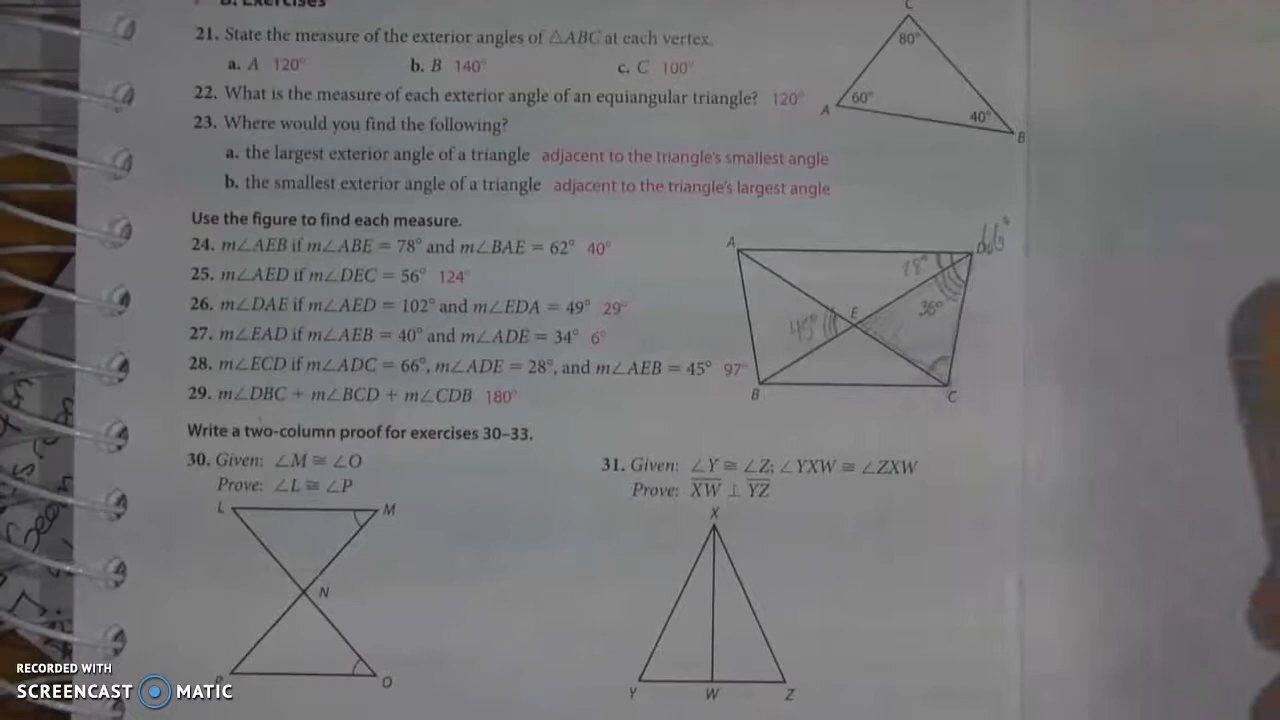 B. Exercises
21. State the measure of the exterior angles of △ABC at each vertex.
a. A 120° b. B 140° c. C 100°
22. What is the measure of each exterior angle of an equiangular triangle? 120°
23. Where would you find the following?
a. the largest exterior angle of a triangle adjacent to the triangle's smallest angle
b. the smallest exterior angle of a triangle adjacent to the triangle's largest angle
C
80°
A 60°
40° B
Use the figure to find each measure.
24. m∠AEB if m∠ABE = 78° and m∠BAE = 62° 40°
25. m∠AED if m∠DEC = 56° 124°
26. m∠DAE if m∠AED = 102° and m∠EDA = 49° 29°
27. m∠EAD if m∠AEB = 40° and m∠ADE = 34° 6°
28. m∠ECD if m∠ADC = 66°, m∠ADE = 28°, and m∠AEB = 45° 97°
29. m∠DBC + m∠BCD + m∠CDB 180°
A
66°
28°
38°
45° E
B C
Write a two-column proof for exercises 30–33.
30. Given: ∠M ≅ ∠O
Prove: ∠L ≅ ∠P
L M
N
P O
31. Given: ∠Y ≅ ∠Z; ∠YXW ≅ ∠ZXW
Prove: XW ⊥ YZ
X
Y W Z
RECORDED WITH
SCREENCAST MATIC